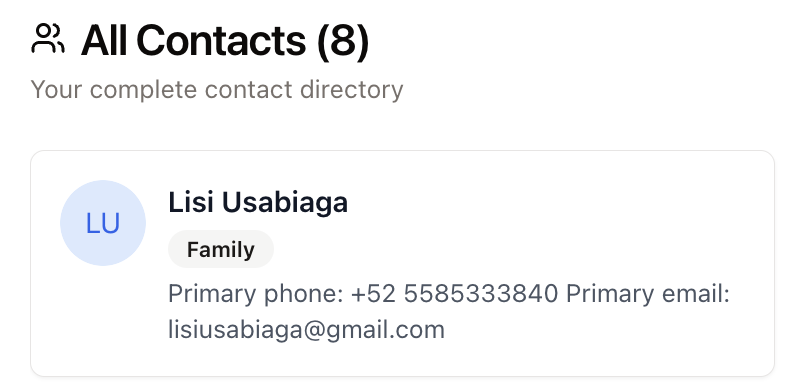 All Contacts (8)
Your complete contact directory
LU
Lisi Usabiaga
Family
Primary phone: +52 5585333840 Primary email:
lisiusabiaga@gmail.com